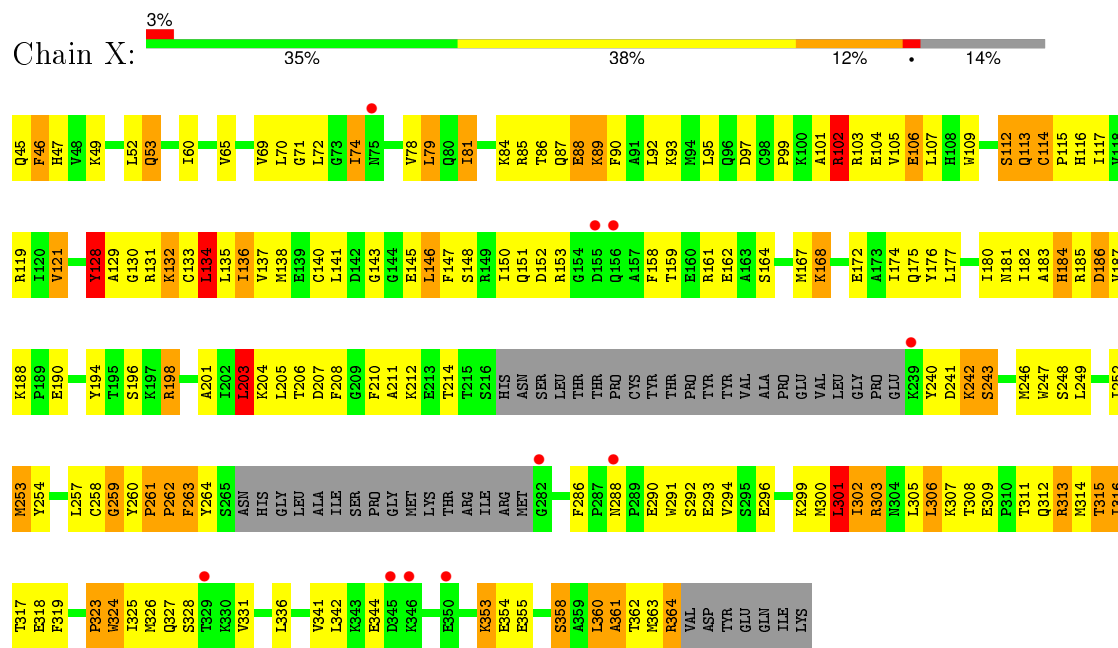 3%
Chain X:
35% 38% 12% • 14%
Q45 F46 H47 V48 K49 L52 Q53 I60 V65 V69 L70 G71 L72 G73 I74 N75 V78 L79 Q80 I81 K84 R85 T86 Q87 E88 K89 F90 A91 L92 K93 M94 L95 Q96 D97 C98 P99 K100 A101 R102 R103 E104 V105 E106 L107 H108 W109 S112 Q113 C114 P115 H116 I117 V118
R119 I120 V121 Y128 A129 G130 R131 K132 C133 L134 L135 I136 V137 M138 E139 C140 L141 D142 G143 G144 E145 L146 F147 S148 R149 I150 Q151 D152 R153 G154 D155 Q156 A157 F158 T159 E160 R161 E162 A163 S164 M167 K168 E172 A173 I174 Q175 Y176 L177 I180 N181 I182 A183 H184 R185 D186 V187
K188 P189 E190 Y194 T195 S196 K197 R198 A201 I202 L203 K204 L205 T206 D207 F208 G209 F210 A211 K212 E213 T214 T215 S216 HIS ASN SER LEU THR THR PRO CYS TYR THR PRO TYR TYR VAL ALA PRO GLU VAL LEU GLY PRO GLU K239 Y240 D241 K242 S243 M246 W247 S248 L249 I252
M253 Y254 L257 C258 G259 Y260 P261 P262 F263 Y264 S265 ASN HIS GLY LEU ALA ILE SER PRO GLY MET LYS THR ARG ILE ARG MET G282 F286 P287 N288 P289 E290 W291 S292 E293 V294 S295 E296 K299 M300 L301 I302 R303 N304 L305 L306 K307 T308 E309 P310 T311 Q312 R313 M314 T315 I316
T317 E318 F319 P323 W324 I325 M326 Q327 S328 T329 K330 V331 L336 V341 L342 K343 E344 D345 K346 E350 K353 E354 E355 S358 A359 L360 A361 T362 M363 R364 VAL ASP TYR GLU GLN ILE LYS